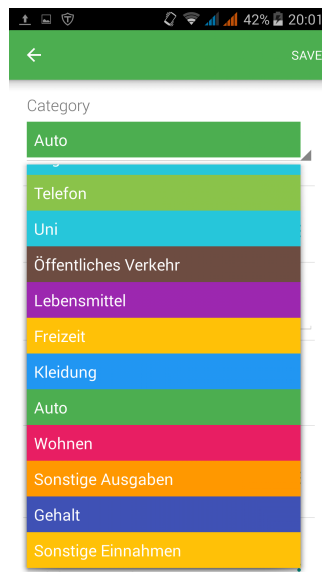 42% 20:01
SAVE
Category
Auto
Telefon
Uni
Öffentliches Verkehr
Lebensmittel
Freizeit
Kleidung
Auto
Wohnen
Sonstige Ausgaben
Gehalt
Sonstige Einnahmen